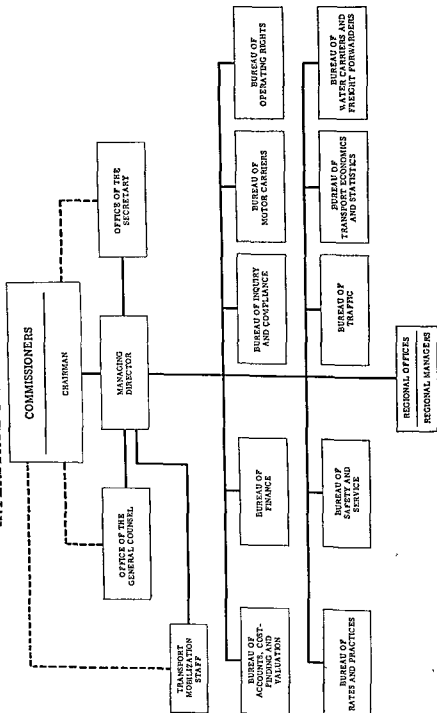 COMMISSIONERS
CHAIRMAN
OFFICE OF THE
SECRETARY
MANAGING
DIRECTOR
OFFICE OF THE
GENERAL COUNSEL
TRANSPORT
MOBILIZATION
STAFF
BUREAU OF
ACCOUNTS, COST-
FINDING AND
VALUATION
BUREAU OF
FINANCE
BUREAU OF INQUIRY
AND COMPLIANCE
BUREAU OF
MOTOR CARRIERS
BUREAU OF
OPERATING RIGHTS
BUREAU OF
RATES AND PRACTICES
BUREAU OF
SAFETY AND
SERVICE
BUREAU OF
TRAFFIC
BUREAU OF
TRANSPORT ECONOMICS
AND STATISTICS
BUREAU OF
WATER CARRIERS AND
FREIGHT FORWARDERS
REGIONAL OFFICES
REGIONAL MANAGERS